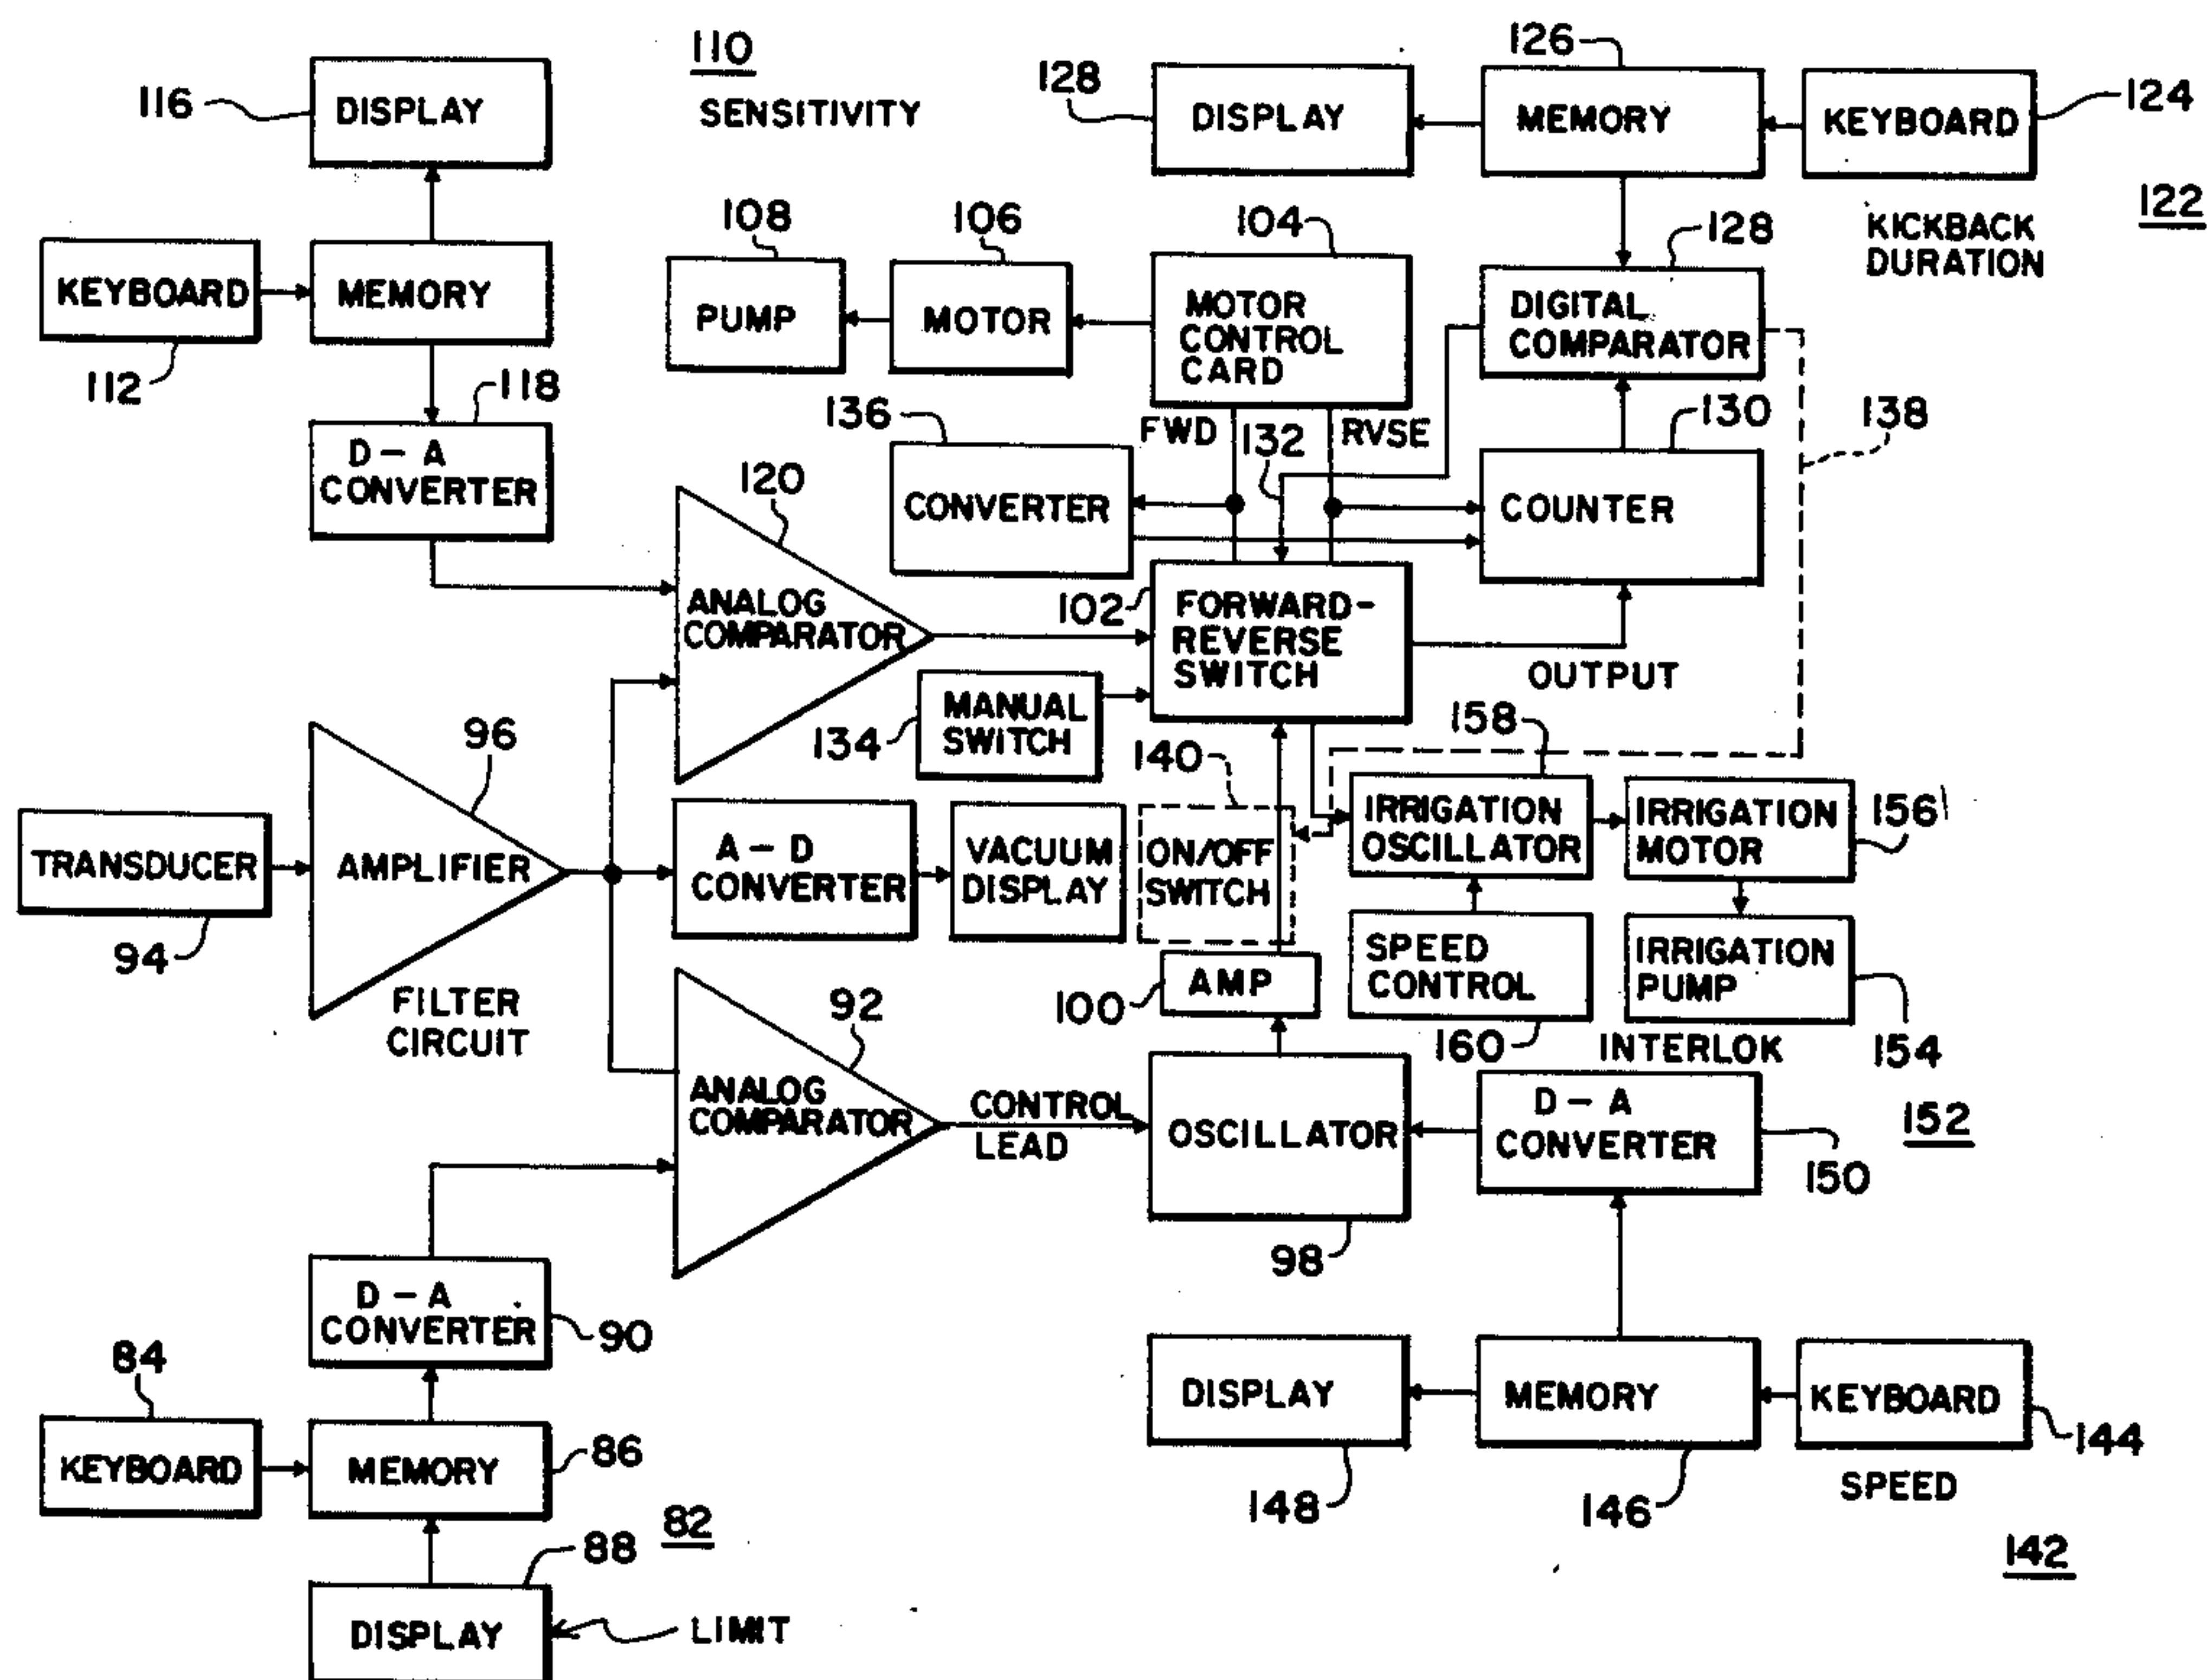 110
126
116
DISPLAY
SENSITIVITY
128
DISPLAY
MEMORY
KEYBOARD
124
122
108
106
104
KICKBACK
DURATION
128
KEYBOARD
MEMORY
PUMP
MOTOR
MOTOR
CONTROL
CARD
DIGITAL
COMPARATOR
112
118
136
FWD
132
RVSE
130
138
D-A
CONVERTER
120
CONVERTER
COUNTER
ANALOG
COMPARATOR
102
FORWARD-
REVERSE
SWITCH
OUTPUT
96
MANUAL
SWITCH
134
140
158
TRANSDUCER
AMPLIFIER
A-D
CONVERTER
VACUUM
DISPLAY
ON/OFF
SWITCH
IRRIGATION
OSCILLATOR
IRRIGATION
MOTOR
156
94
FILTER
CIRCUIT
92
100
AMP
SPEED
CONTROL
IRRIGATION
PUMP
160
INTERLOK
154
ANALOG
COMPARATOR
CONTROL
LEAD
OSCILLATOR
D-A
CONVERTER
152
150
98
D-A
CONVERTER
90
84
KEYBOARD
MEMORY
86
DISPLAY
MEMORY
KEYBOARD
144
148
146
SPEED
82
88
142
DISPLAY
LIMIT